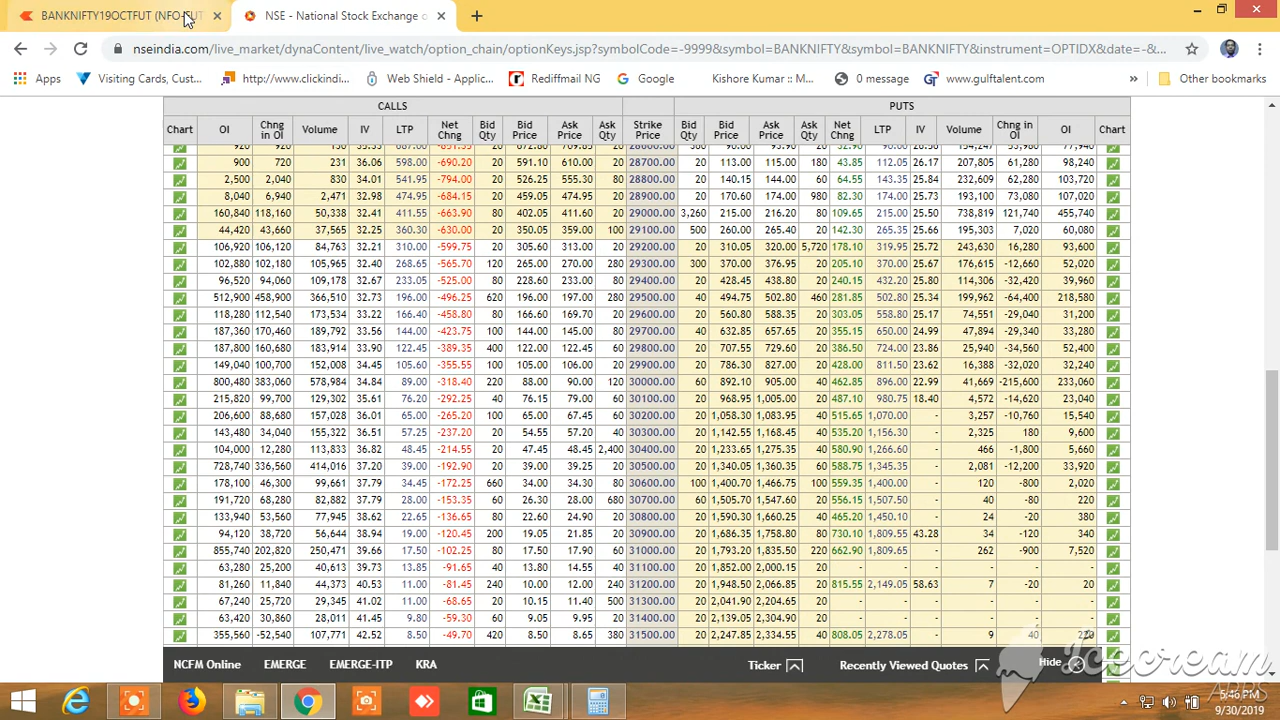 BANKNIFTY19OCTFUT (NFO-FUT
NSE - National Stock Exchange o
nseindia.com/live_market/dynaContent/live_watch/option_chain/optionKeys.jsp?symbolCode=-9999&symbol=BANKNIFTY&symbol=BANKNIFTY&instrument=OPTIDX&date=-&...
Apps Visiting Cards, Cust... http://www.clickindi... Web Shield - Applic... Rediffmail NG Google Kishore Kumar :: M... 0 message www.gulftalent.com » Other bookmarks
CALLS PUTS
Chart OI Chng in OI Volume IV LTP Net Chng Bid Qty Bid Price Ask Price Ask Qty Strike Price Bid Qty Bid Price Ask Price Ask Qty Net Chng LTP IV Volume Chng in OI OI Chart
900 720 231 36.06 598.00 -690.20 20 591.10 610.00 20 28700.00 20 113.00 115.00 180 43.85 112.05 26.17 207,805 61,280 98,240
2,500 2,040 830 34.01 541.95 -794.00 20 526.25 555.30 80 28800.00 20 140.15 144.00 60 64.55 143.35 25.84 232,609 62,280 103,720
8,040 6,940 2,471 32.98 475.95 -684.15 20 459.05 474.95 20 28900.00 20 170.60 174.00 980 82.30 174.00 25.73 193,100 73,080 107,020
160,840 118,160 50,338 32.41 411.55 -663.90 80 402.05 411.60 20 29000.00 3,260 215.00 216.20 80 109.65 215.00 25.50 738,819 121,740 455,740
44,420 43,660 37,565 32.25 360.30 -630.00 20 350.05 359.00 100 29100.00 500 260.00 265.40 20 142.30 265.35 25.66 195,303 7,020 60,080
106,920 106,120 84,763 32.21 310.00 -599.75 20 305.60 313.00 20 29200.00 20 310.05 320.00 5,720 178.10 319.95 25.72 243,630 16,280 93,600
102,880 102,180 105,965 32.40 268.65 -565.70 120 265.00 270.00 280 29300.00 300 370.00 376.95 20 205.10 370.00 25.67 176,615 -12,660 52,020
96,520 94,060 109,178 32.67 234.05 -525.00 80 228.60 233.00 80 29400.00 20 428.45 438.80 20 240.15 432.20 25.80 114,306 -32,420 39,960
512,900 458,900 366,510 32.73 196.00 -496.25 620 196.00 197.00 280 29500.00 40 494.75 502.80 460 281.85 502.80 25.34 199,962 -64,400 218,580
118,280 112,540 173,534 33.22 166.40 -458.80 80 166.60 169.70 20 29600.00 20 560.80 588.35 20 303.05 558.80 25.17 74,551 -29,040 31,200
187,360 170,460 189,792 33.56 144.00 -423.75 100 144.00 145.00 80 29700.00 40 632.85 657.65 20 355.15 650.00 24.99 47,894 -29,340 33,280
187,800 160,680 183,914 33.90 122.45 -389.35 400 122.00 122.45 60 29800.00 20 707.55 729.60 20 386.50 724.00 23.86 25,940 -34,560 52,400
149,040 100,700 152,008 34.45 105.60 -355.55 100 105.00 106.00 20 29900.00 20 786.30 827.00 20 428.00 811.50 23.62 16,388 -32,020 32,240
800,480 383,060 578,984 34.84 89.00 -318.40 220 88.00 90.00 120 30000.00 60 892.10 905.00 40 462.85 896.00 22.99 41,669 -215,600 233,060
215,820 99,700 129,302 35.61 76.20 -292.25 40 76.15 79.00 60 30100.00 20 968.95 1,005.00 20 487.10 980.75 18.40 4,572 -14,620 23,040
206,600 88,680 157,028 36.01 65.00 -265.20 100 65.00 67.45 60 30200.00 20 1,058.30 1,083.95 40 515.65 1,070.00 - 3,257 -10,760 15,540
143,480 34,040 155,322 36.51 57.25 -237.20 20 54.55 57.20 40 30300.00 20 1,142.55 1,168.45 40 535.20 1,156.30 - 2,325 180 9,600
104,000 12,280 113,833 36.82 48.45 -214.55 20 47.45 48.45 2,400 30400.00 20 1,233.65 1,275.35 40 580.90 1,266.60 - 466 -1,800 5,660
728,740 336,560 414,016 37.20 39.00 -192.90 20 39.00 39.25 20 30500.00 20 1,340.05 1,360.35 60 588.75 1,345.35 - 2,081 -12,200 33,920
178,100 46,300 99,661 37.79 34.45 -172.25 660 34.00 34.30 80 30600.00 100 1,400.70 1,466.75 100 559.35 1,400.00 - 120 -800 2,020
191,720 68,280 82,882 37.79 28.00 -153.35 60 26.30 28.00 680 30700.00 60 1,505.70 1,547.60 20 556.15 1,507.50 - 40 -80 220
133,940 53,560 77,945 38.62 22.65 -136.65 80 22.60 24.90 20 30800.00 20 1,590.30 1,660.25 40 465.20 1,450.10 - 24 -20 380
94,120 38,720 56,644 38.94 19.00 -120.45 200 19.05 21.85 20 30900.00 20 1,686.35 1,758.80 80 730.10 1,809.55 43.28 34 -120 340
855,740 202,820 250,471 39.66 17.50 -102.25 80 17.50 17.90 60 31000.00 20 1,793.20 1,835.50 220 662.90 1,809.65 - 262 -900 7,520
63,280 25,200 40,613 39.73 13.85 -91.65 40 13.80 14.55 40 31100.00 20 1,852.00 2,000.15 20 - - - - - -
81,260 11,840 44,373 40.53 11.00 -81.45 240 10.00 12.00 240 31200.00 20 1,948.50 2,066.85 20 815.55 2,149.05 58.63 7 -20 20
67,240 25,720 29,345 41.02 11.00 -68.65 20 10.15 11.40 500 31300.00 20 2,041.90 2,204.65 20 - - - - - -
63,420 30,860 28,011 41.45 9.80 -59.30 60 9.05 9.95 20 31400.00 20 2,139.05 2,304.90 20 - - - - - -
355,560 -52,540 107,771 42.52 8.50 -49.70 420 8.50 8.65 380 31500.00 20 2,247.85 2,334.55 40 808.05 2,278.05 - 9 40 220
NCFM Online EMERGE EMERGE-ITP KRA Ticker Recently Viewed Quotes Hide
Icecream
APPS
5:46 PM
9/30/2019